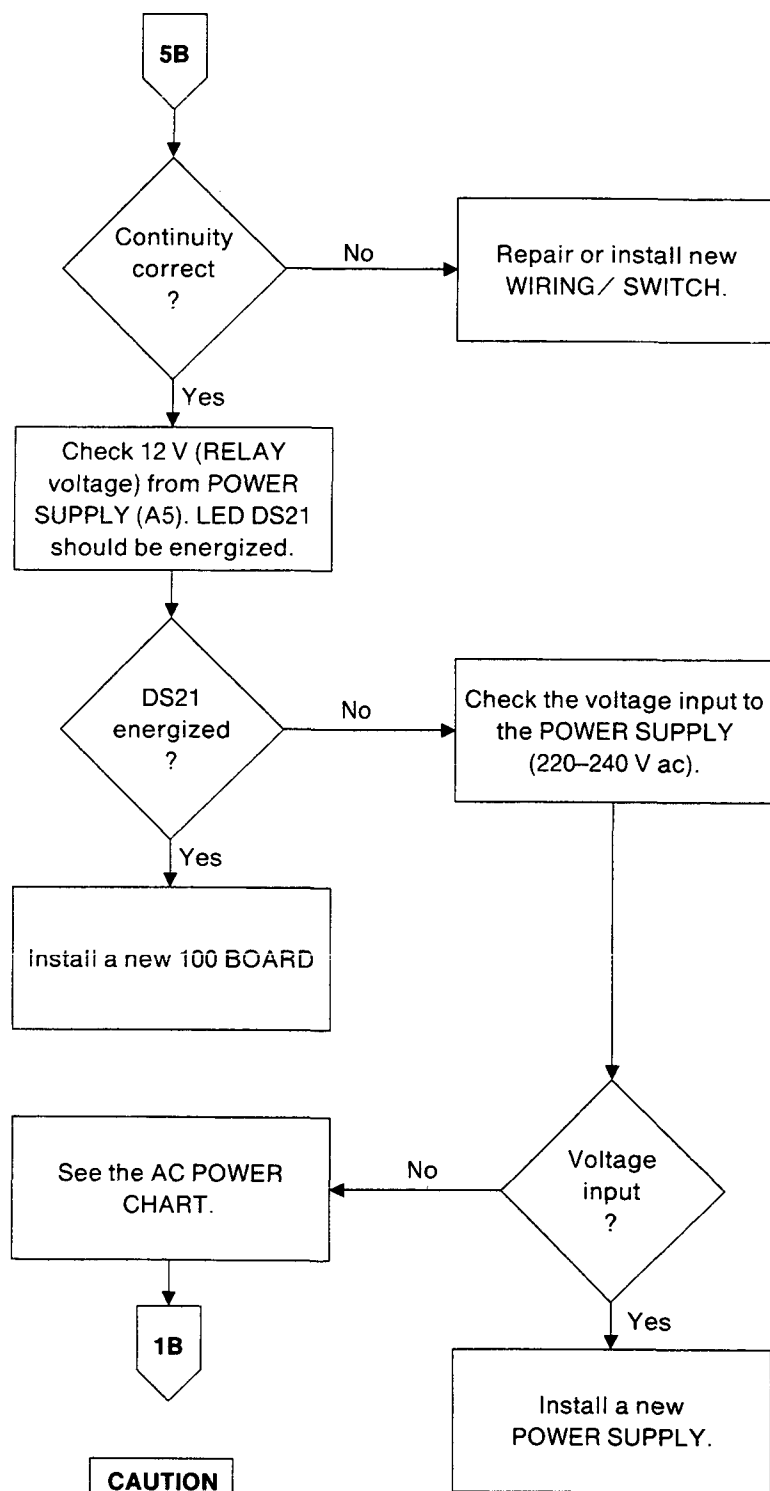 5B
Continuity
correct
?
No
Repair or install new
WIRING/ SWITCH.
Yes
Check 12 V (RELAY
voltage) from POWER
SUPPLY (A5). LED DS21
should be energized.
DS21
energized
?
No
Check the voltage input to
the POWER SUPPLY
(220–240 V ac).
Yes
Install a new 100 BOARD
Voltage
input
?
No
See the AC POWER
CHART.
1B
Yes
Install a new
POWER SUPPLY.
CAUTION